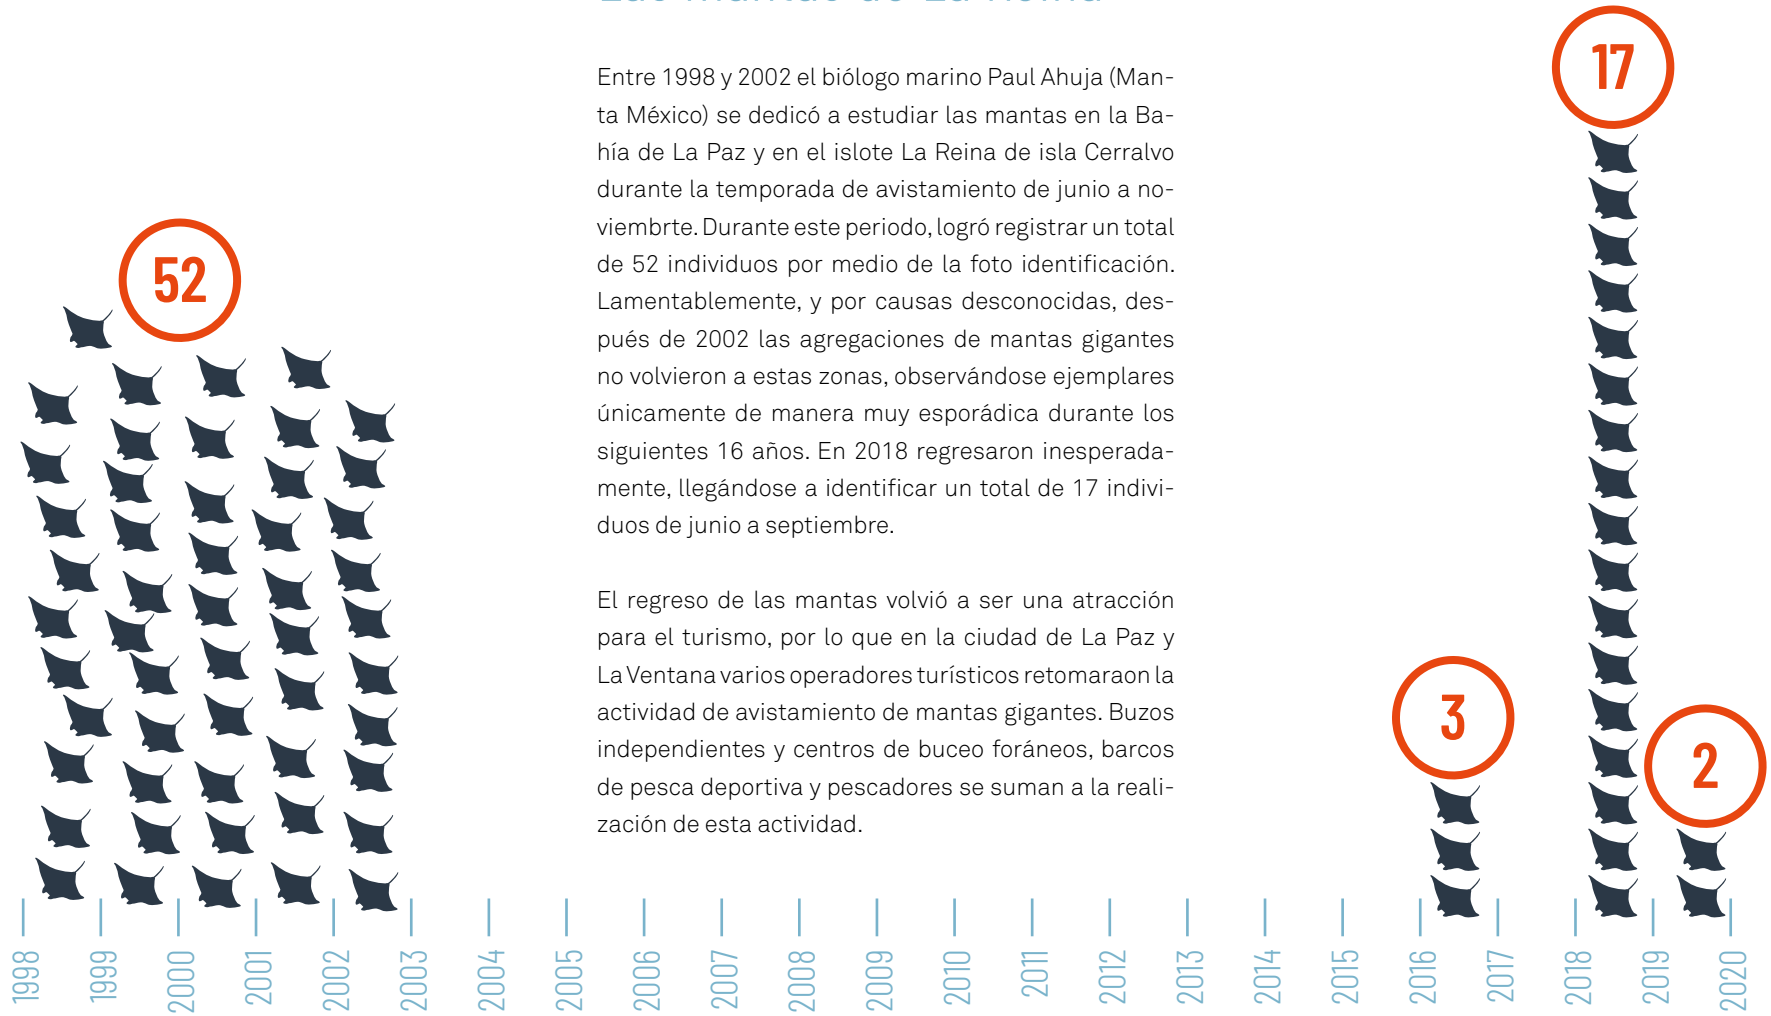 Las mantas de La Reina
Entre 1998 y 2002 el biólogo marino Paul Ahuja (Man-
ta México) se dedicó a estudiar las mantas en la Ba-
hía de La Paz y en el islote La Reina de isla Cerralvo
durante la temporada de avistamiento de junio a no-
viembrte. Durante este periodo, logró registrar un total
de 52 individuos por medio de la foto identificación.
Lamentablemente, y por causas desconocidas, des-
pués de 2002 las agregaciones de mantas gigantes
no volvieron a estas zonas, observándose ejemplares
únicamente de manera muy esporádica durante los
siguientes 16 años. En 2018 regresaron inesperada-
mente, llegándose a identificar un total de 17 indivi-
duos de junio a septiembre.
El regreso de las mantas volvió a ser una atracción
para el turismo, por lo que en la ciudad de La Paz y
La Ventana varios operadores turísticos retomaraon la
actividad de avistamiento de mantas gigantes. Buzos
independientes y centros de buceo foráneos, barcos
de pesca deportiva y pescadores se suman a la reali-
zación de esta actividad.
52
3
17
2
1998
1999
2000
2001
2002
2003
2004
2005
2006
2007
2008
2009
2010
2011
2012
2013
2014
2015
2016
2017
2018
2019
2020